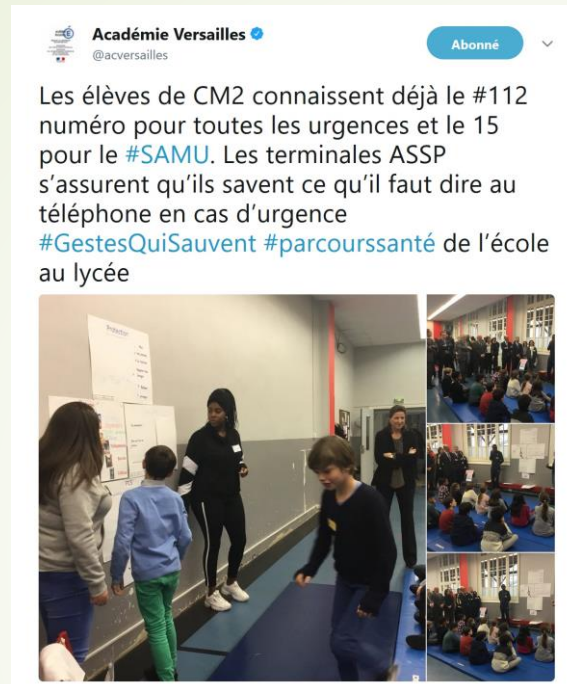 Académie Versailles
@acversailles
Abonné
Les élèves de CM2 connaissent déjà le #112
numéro pour toutes les urgences et le 15
pour le #SAMU. Les terminales ASSP
s'assurent qu'ils savent ce qu'il faut dire au
téléphone en cas d'urgence
#GestesQuiSauvent #parcourssanté de l'école
au lycée
Protection